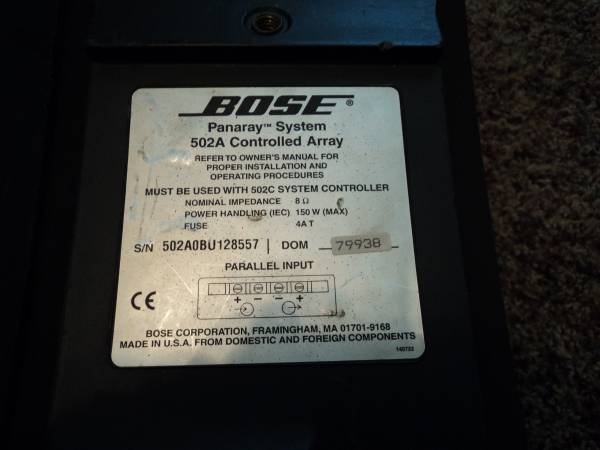 BOSE®
Panaray™ System
502A Controlled Array
REFER TO OWNER'S MANUAL FOR
PROPER INSTALLATION AND
OPERATING PROCEDURES
MUST BE USED WITH 502C SYSTEM CONTROLLER
NOMINAL IMPEDANCE 8 Ω
POWER HANDLING (IEC) 150 W (MAX)
FUSE 4A T
S/N 502A0BU128557 | DOM 79938
PARALLEL INPUT
+ − − +
CE
BOSE CORPORATION, FRAMINGHAM, MA 01701-9168
MADE IN U.S.A. FROM DOMESTIC AND FOREIGN COMPONENTS